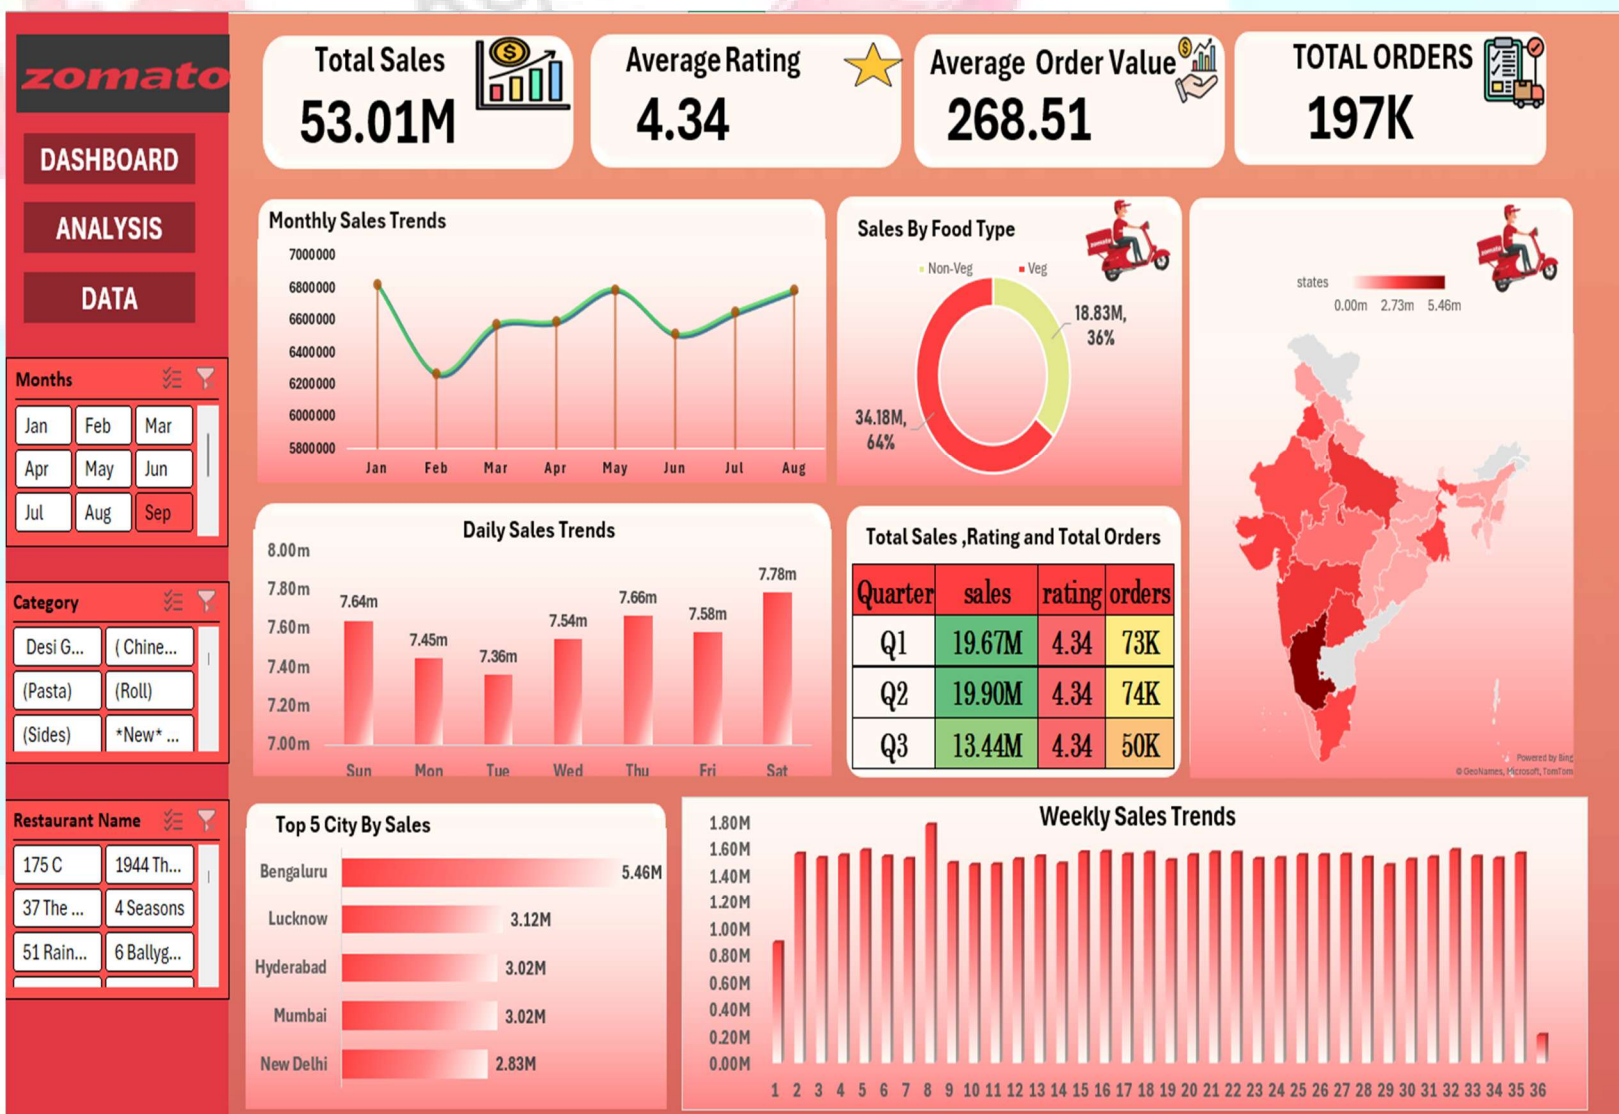 zomato
DASHBOARD
ANALYSIS
DATA
Months
Jan Feb Mar
Apr May Jun
Jul Aug Sep
Category
Desi G... ( Chine...
(Pasta) (Roll)
(Sides) *New* ...
Restaurant Name
175 C 1944 Th...
37 The ... 4 Seasons
51 Rain... 6 Ballyg...
Total Sales
53.01M
Average Rating
4.34
Average Order Value
268.51
TOTAL ORDERS
197K
Monthly Sales Trends
7000000
6800000
6600000
6400000
6200000
6000000
5800000
Jan Feb Mar Apr May Jun Jul Aug
Sales By Food Type
zomato
Non-Veg Veg
18.83M,
36%
34.18M,
64%
zomato
states
0.00m 2.73m 5.46m
Powered by Bing
© GeoNames, Microsoft, TomTom
Daily Sales Trends
8.00m
7.80m
7.60m
7.40m
7.20m
7.00m
7.64m
7.45m
7.36m
7.54m
7.66m
7.58m
7.78m
Sun Mon Tue Wed Thu Fri Sat
Total Sales ,Rating and Total Orders
Quarter sales rating orders
Q1 19.67M 4.34 73K
Q2 19.90M 4.34 74K
Q3 13.44M 4.34 50K
Top 5 City By Sales
Bengaluru 5.46M
Lucknow 3.12M
Hyderabad 3.02M
Mumbai 3.02M
New Delhi 2.83M
Weekly Sales Trends
1.80M
1.60M
1.40M
1.20M
1.00M
0.80M
0.60M
0.40M
0.20M
0.00M
1 2 3 4 5 6 7 8 9 10 11 12 13 14 15 16 17 18 19 20 21 22 23 24 25 26 27 28 29 30 31 32 33 34 35 36